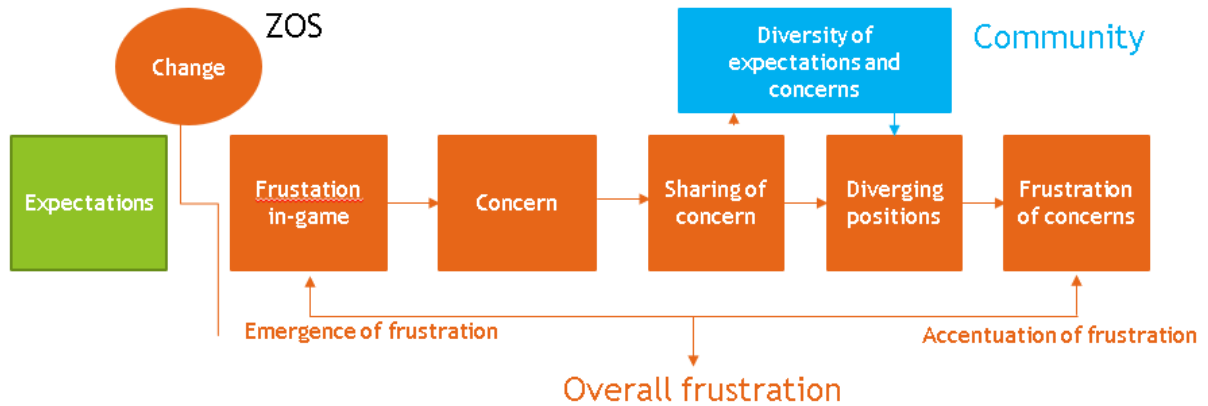 ZOS
Change
Diversity of
expectations and
concerns
Community
Expectations
Frustation
in-game
Concern
Sharing of
concern
Diverging
positions
Frustration
of concerns
Emergence of frustration
Accentuation of frustration
Overall frustration